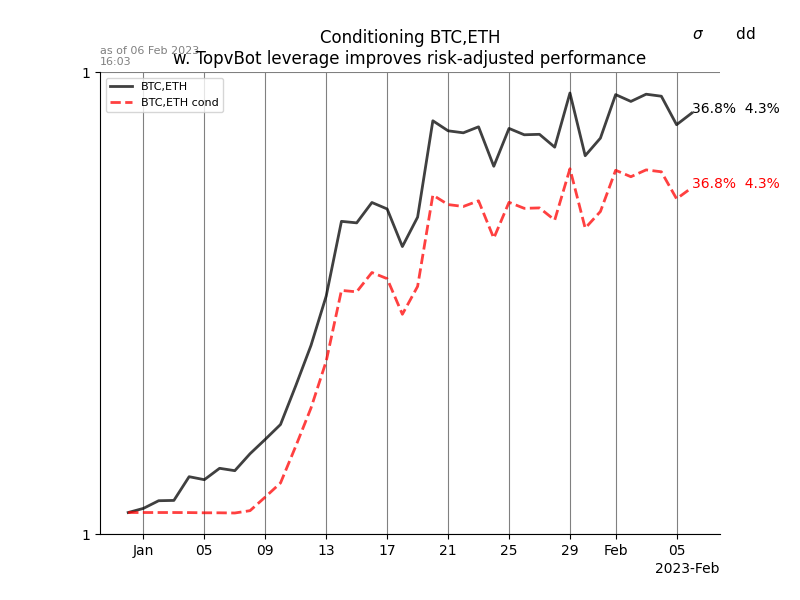 Conditioning BTC,ETH
w. TopvBot leverage improves risk-adjusted performance
σ dd
as of 06 Feb 2023
16:03
1
BTC,ETH
BTC,ETH cond
36.8% 4.3%
36.8% 4.3%
1
Jan 05 09 13 17 21 25 29 Feb 05
2023-Feb